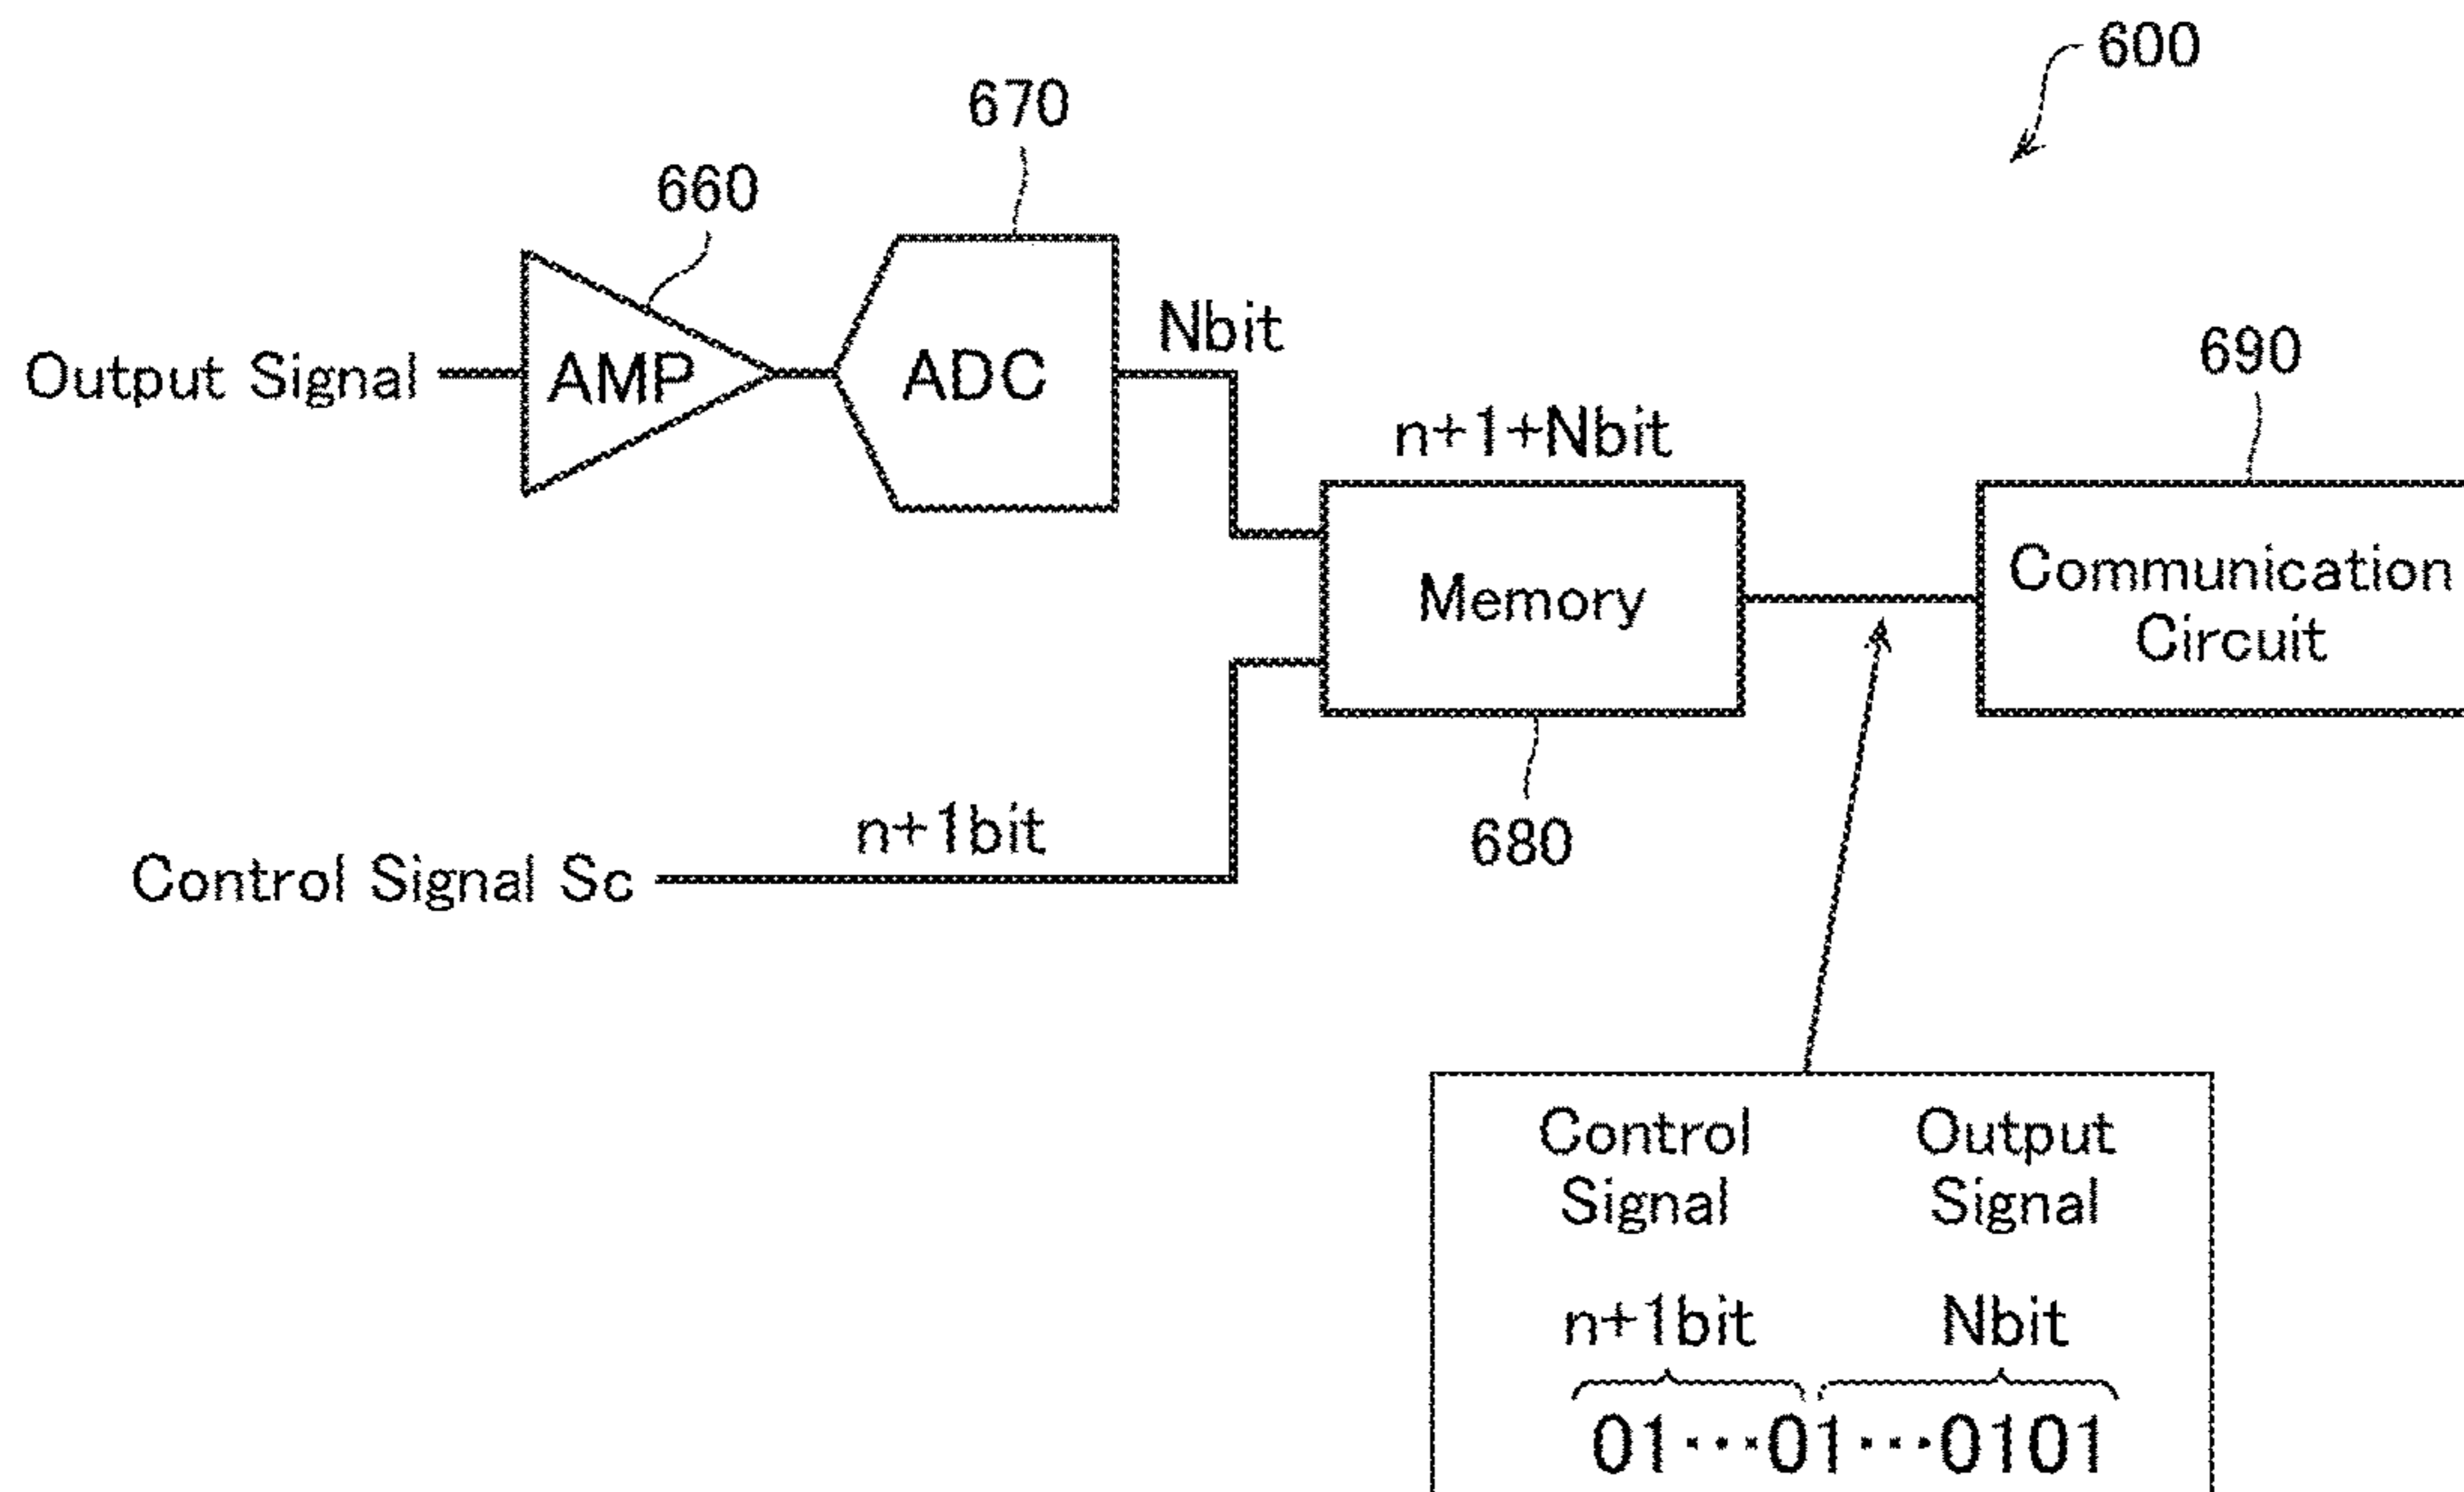 600
670
660
Output Signal
AMP
ADC
Nbit
690
n+1+Nbit
Memory
Communication
Circuit
680
n+1bit
Control Signal Sc
Control
Signal
Output
Signal
n+1bit
Nbit
01···01···0101